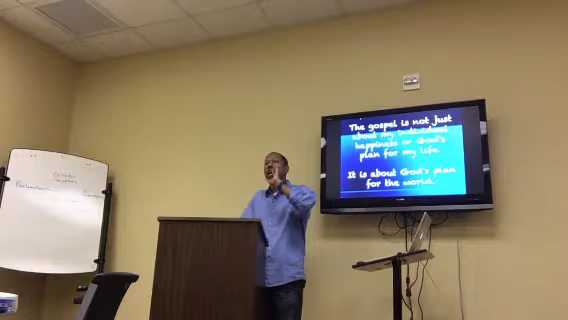 The gospel is not just
about my individual
happiness or God's
plan for my life.
It is about God's plan
for the world.